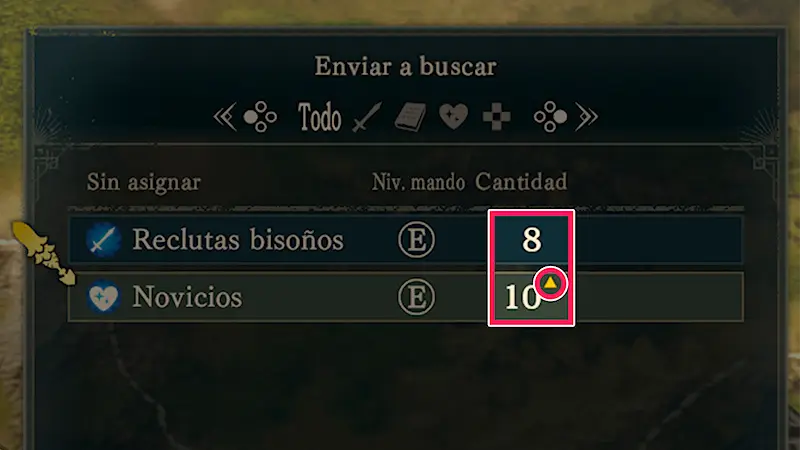 Enviar a buscar
Todo
Sin asignar Niv. mando Cantidad
Reclutas bisoños E 8
Novicios E 10